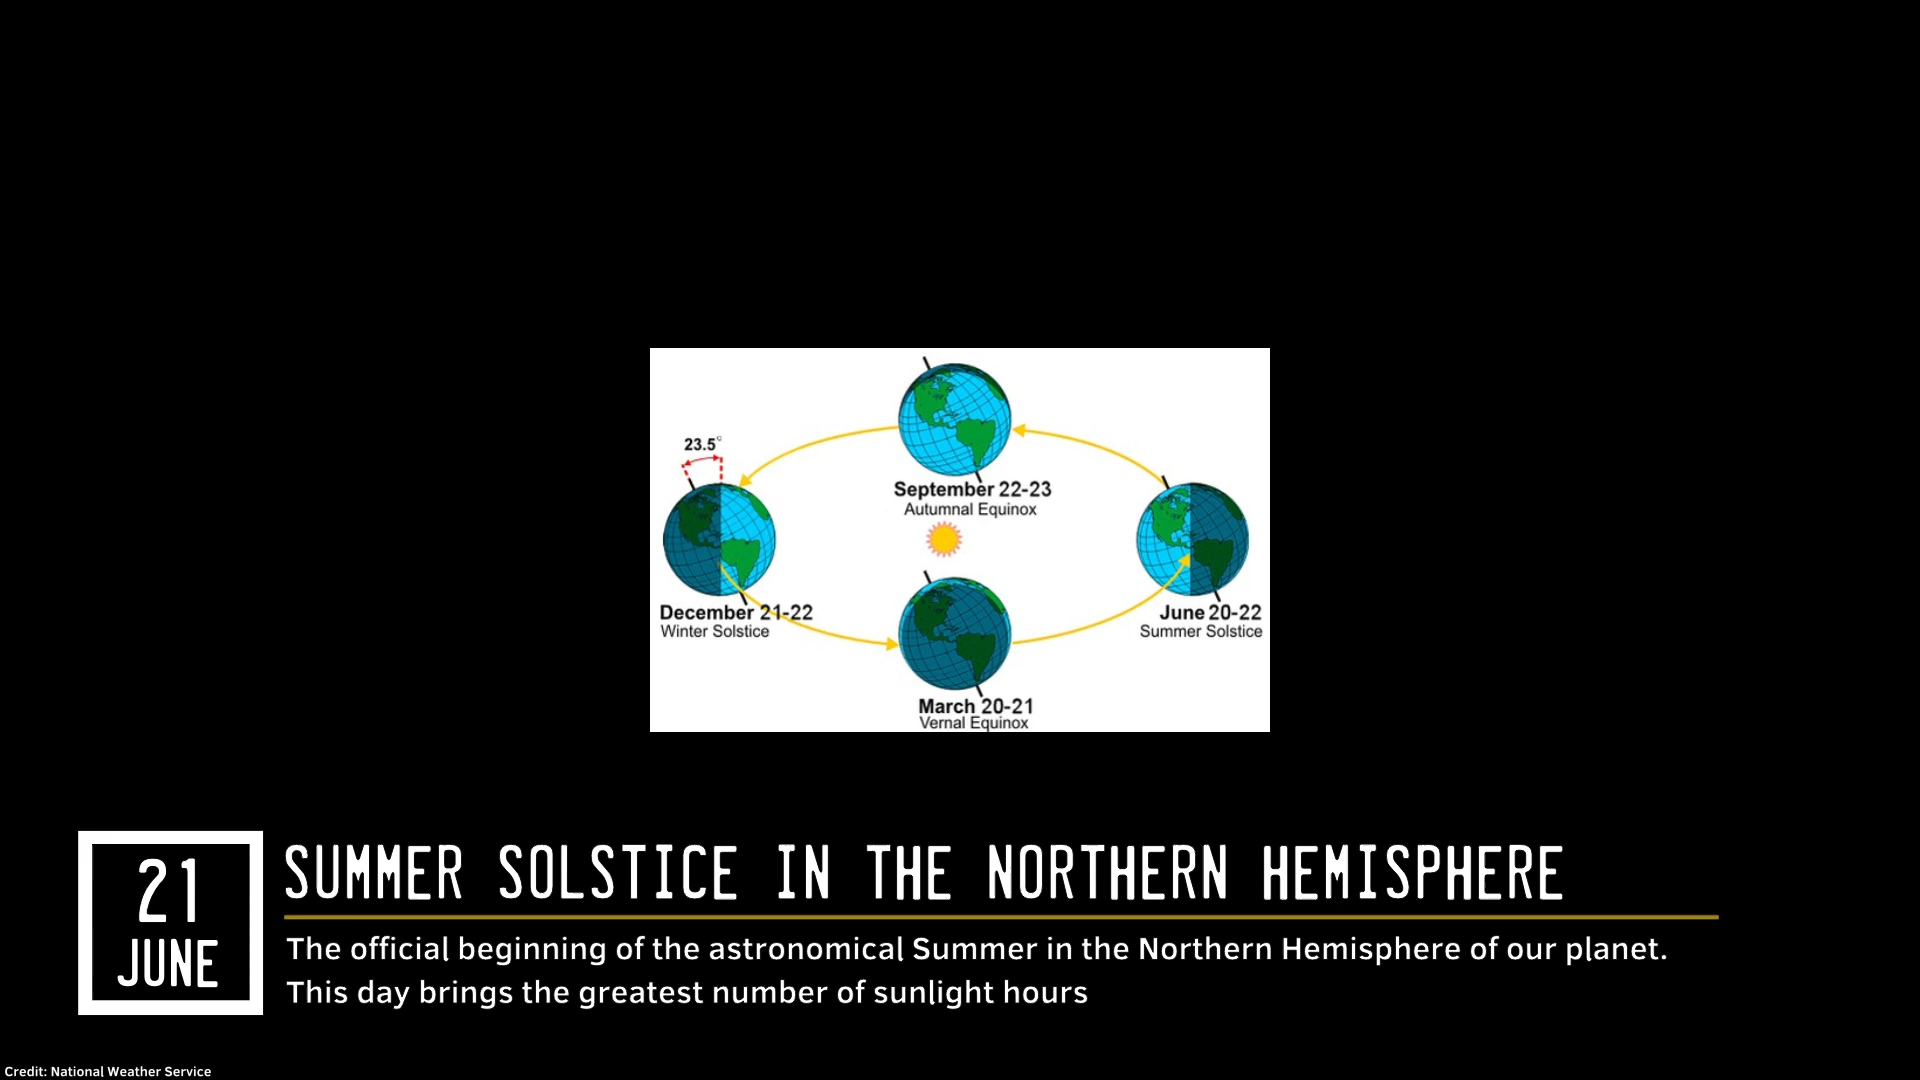 23.5°
September 22-23
Autumnal Equinox
December 21-22
Winter Solstice
June 20-22
Summer Solstice
March 20-21
Vernal Equinox
21
JUNE
SUMMER SOLSTICE IN THE NORTHERN HEMISPHERE
The official beginning of the astronomical Summer in the Northern Hemisphere of our planet.
This day brings the greatest number of sunlight hours
Credit: National Weather Service